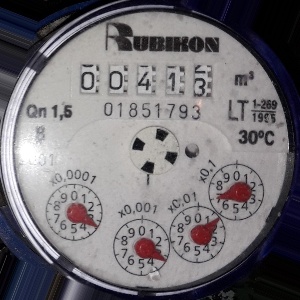 RUBIKON
00413 m³
Qn 1,5 01851793 LT 1-269
1995
B
30°C
x0,0001 x0,001 x0,01 x0,1